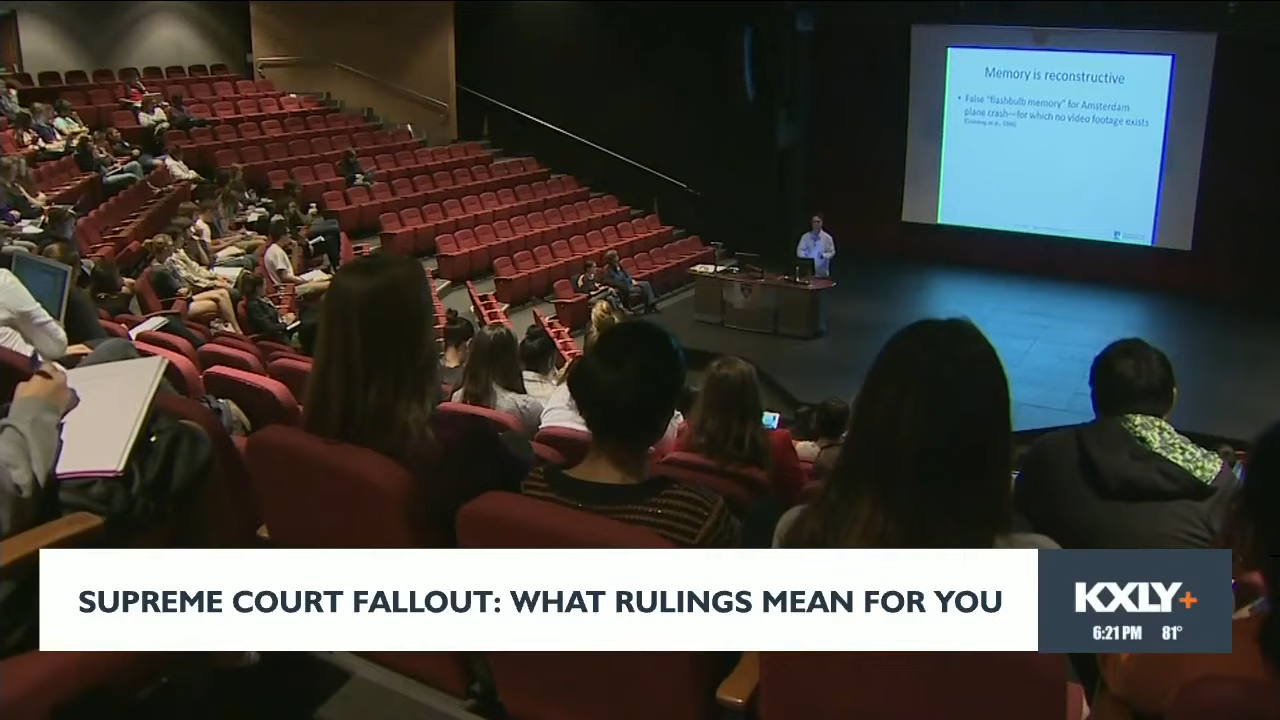 Memory is reconstructive
• False "flashbulb memory" for Amsterdam
plane crash—for which no video footage exists
SUPREME COURT FALLOUT: WHAT RULINGS MEAN FOR YOU
KXLY+
6:21 PM 81°